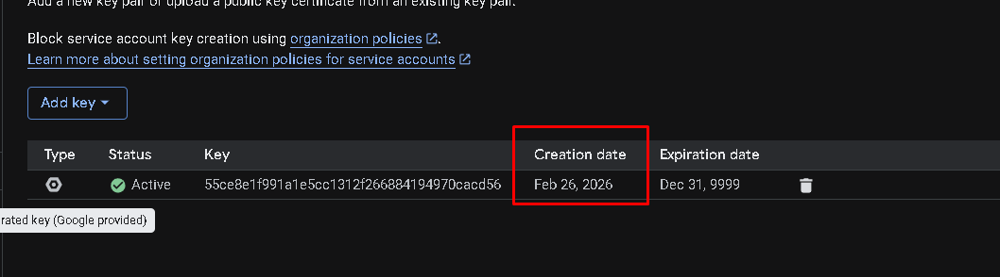 Add a new key pair or upload a public key certificate from an existing key pair.
Block service account key creation using organization policies.
Learn more about setting organization policies for service accounts
Add key
Type Status Key Creation date Expiration date
Active 55ce8e1f991a1e5cc1312f266884194970cacd56 Feb 26, 2026 Dec 31, 9999
rated key (Google provided)